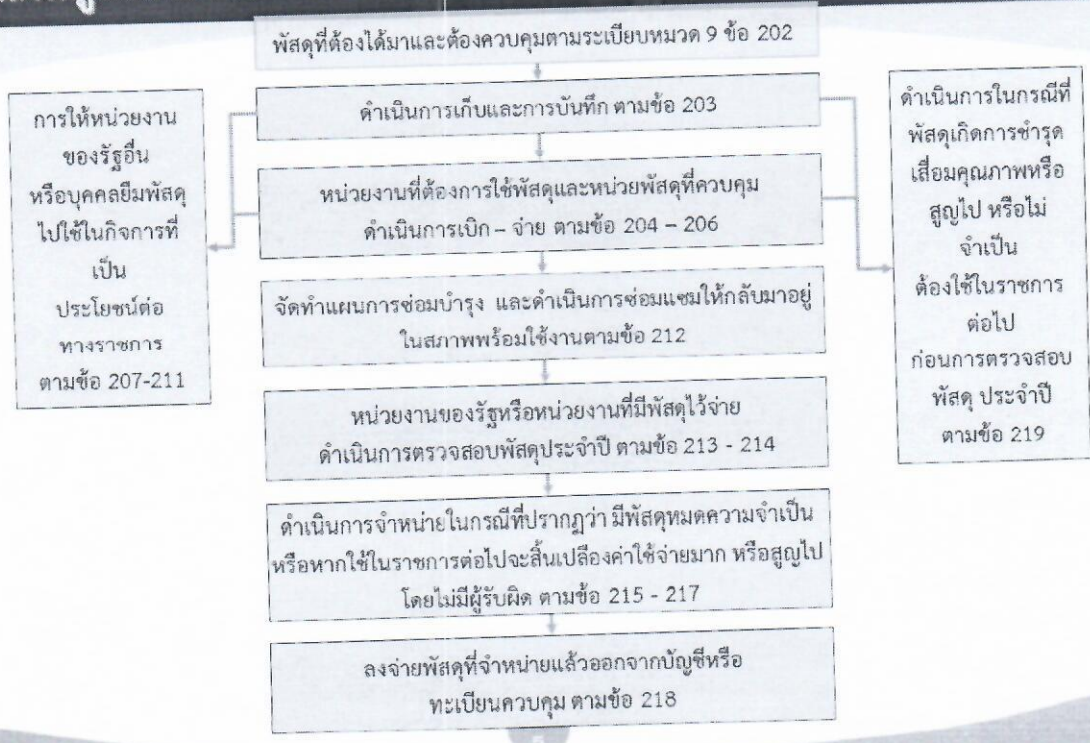 พัสดุที่ต้องได้มาและต้องควบคุมตามระเบียบหมวด 9 ข้อ 202
ดำเนินการเก็บและการบันทึก ตามข้อ 203
การให้หน่วยงาน
ของรัฐอื่น
หรือบุคคลยืมพัสดุ
ไปใช้ในกิจการที่
เป็น
ประโยชน์ต่อ
ทางราชการ
ตามข้อ 207-211
หน่วยงานที่ต้องการใช้พัสดุและหน่วยพัสดุที่ควบคุม
ดำเนินการเบิก – จ่าย ตามข้อ 204 – 206
ดำเนินการในกรณีที่
พัสดุเกิดการชำรุด
เสื่อมคุณภาพหรือ
สูญไป หรือไม่
จำเป็น
ต้องใช้ในราชการ
ต่อไป
ก่อนการตรวจสอบ
พัสดุ ประจำปี
ตามข้อ 219
จัดทำแผนการซ่อมบำรุง และดำเนินการซ่อมแซมให้กลับมาอยู่
ในสภาพพร้อมใช้งานตามข้อ 212
หน่วยงานของรัฐหรือหน่วยงานที่มีพัสดุไว้จ่าย
ดำเนินการตรวจสอบพัสดุประจำปี ตามข้อ 213 - 214
ดำเนินการจำหน่ายในกรณีที่ปรากฏว่า มีพัสดุหมดความจำเป็น
หรือหากใช้ในราชการต่อไปจะสิ้นเปลืองค่าใช้จ่ายมาก หรือสูญไป
โดยไม่มีผู้รับผิด ตามข้อ 215 - 217
ลงจ่ายพัสดุที่จำหน่ายแล้วออกจากบัญชีหรือ
ทะเบียนควบคุม ตามข้อ 218